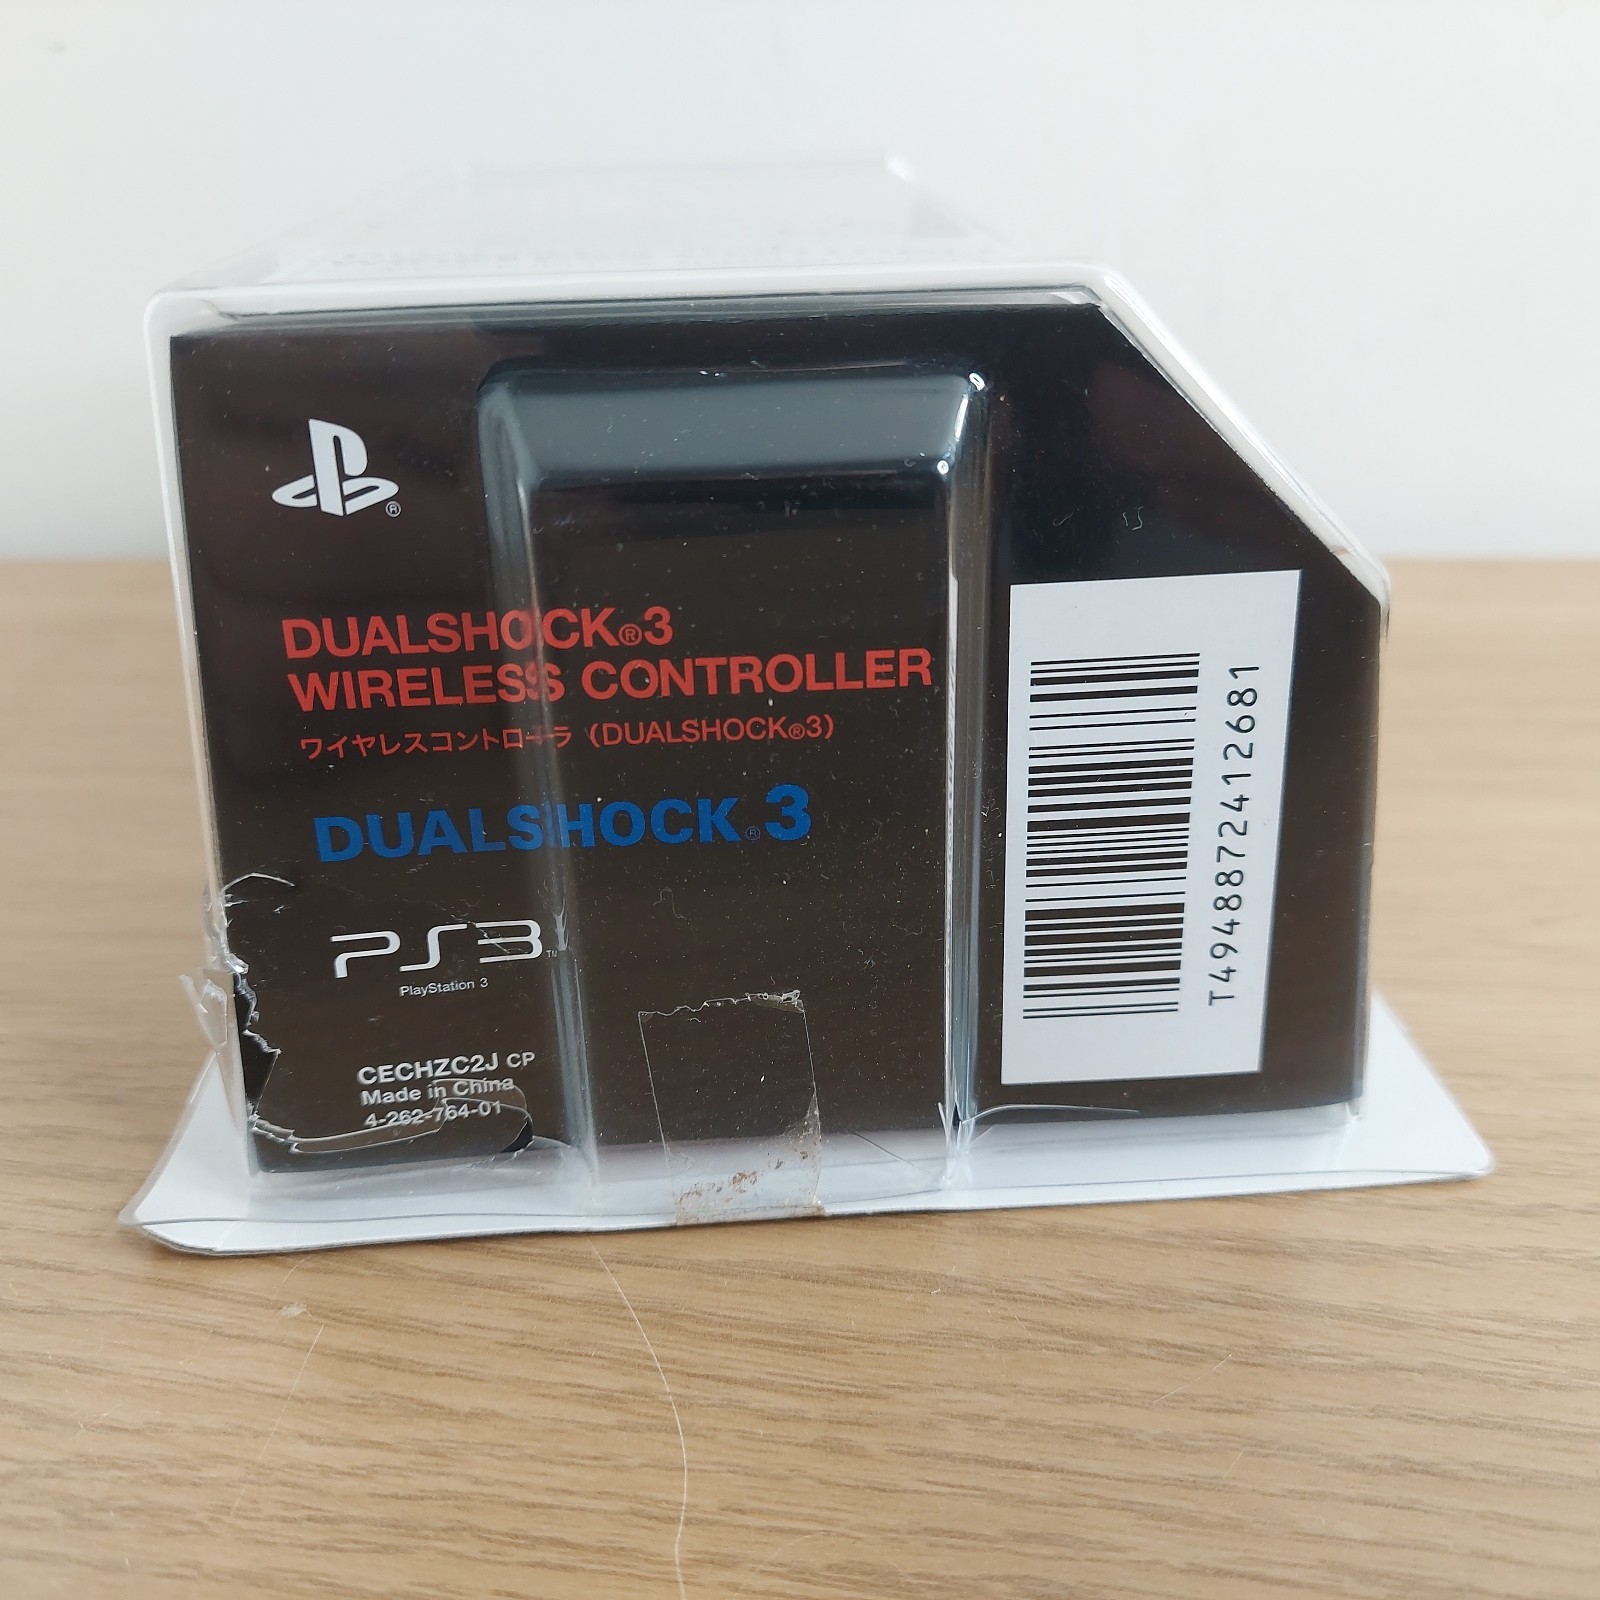 DUALSHOCK®3
WIRELESS CONTROLLER
ワイヤレスコントローラ (DUALSHOCK®3)
DUALSHOCK®3
PS3™
PlayStation 3
CECHZC2J CP
Made in China
4-262-764-01
T4948872412681